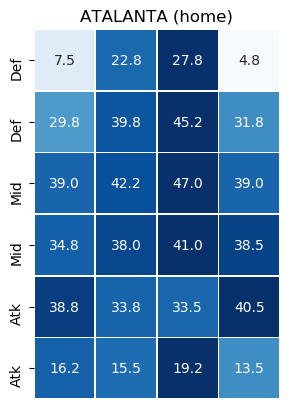 ATALANTA (home)
Def 7.5 22.8 27.8 4.8
Def 29.8 39.8 45.2 31.8
Mid 39.0 42.2 47.0 39.0
Mid 34.8 38.0 41.0 38.5
Atk 38.8 33.8 33.5 40.5
Atk 16.2 15.5 19.2 13.5